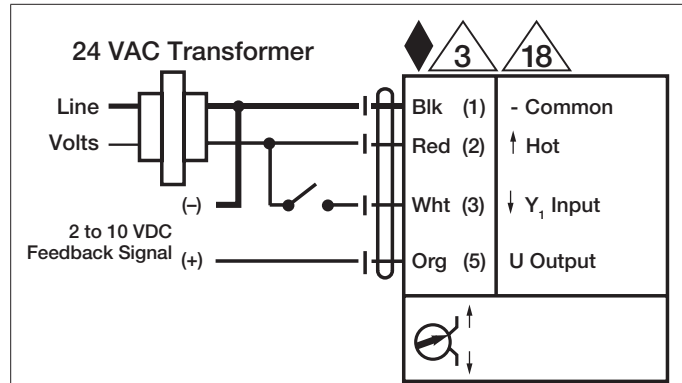 24 VAC Transformer
3
18
Line
Volts
Blk (1) - Common
Red (2) Hot
(–)
Wht (3) Y1 Input
2 to 10 VDC
Feedback Signal (+)
Org (5) U Output